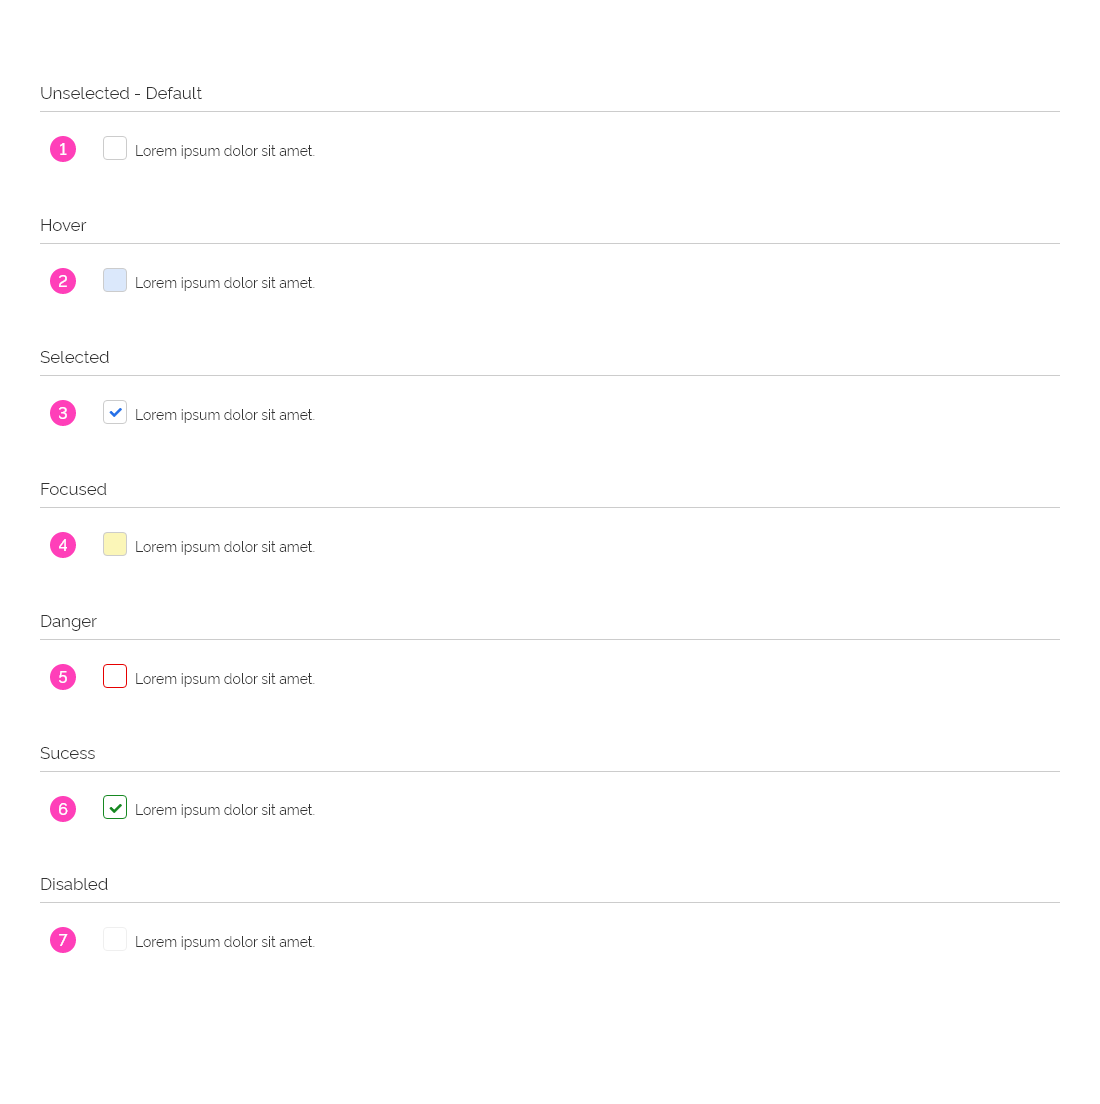 Unselected - Default
1 Lorem ipsum dolor sit amet.
Hover
2 Lorem ipsum dolor sit amet.
Selected
3 Lorem ipsum dolor sit amet.
Focused
4 Lorem ipsum dolor sit amet.
Danger
5 Lorem ipsum dolor sit amet.
Sucess
6 Lorem ipsum dolor sit amet.
Disabled
7 Lorem ipsum dolor sit amet.